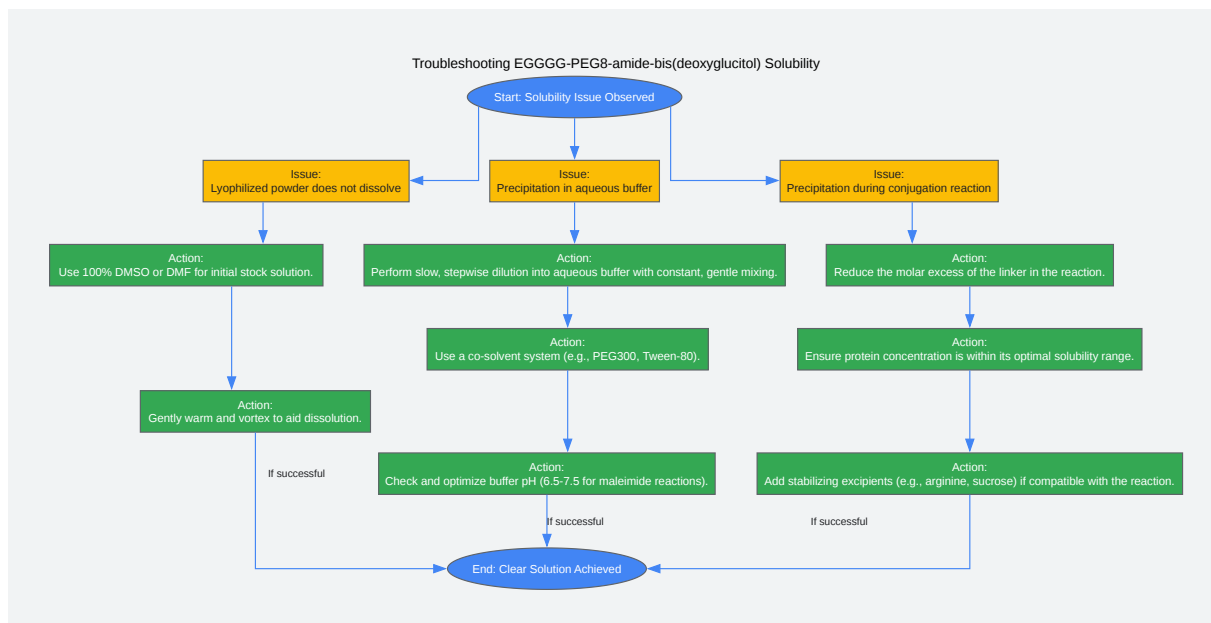 Troubleshooting EGGGG-PEG8-amide-bis(deoxyglucitol) Solubility
Start: Solubility Issue Observed
Issue:
Lyophilized powder does not dissolve
Issue:
Precipitation in aqueous buffer
Issue:
Precipitation during conjugation reaction
Action:
Use 100% DMSO or DMF for initial stock solution.
Action:
Perform slow, stepwise dilution into aqueous buffer with constant, gentle mixing.
Action:
Reduce the molar excess of the linker in the reaction.
Action:
Use a co-solvent system (e.g., PEG300, Tween-80).
Action:
Ensure protein concentration is within its optimal solubility range.
Action:
Gently warm and vortex to aid dissolution.
Action:
Check and optimize buffer pH (6.5-7.5 for maleimide reactions).
Action:
Add stabilizing excipients (e.g., arginine, sucrose) if compatible with the reaction.
If successful
If successful
If successful
End: Clear Solution Achieved